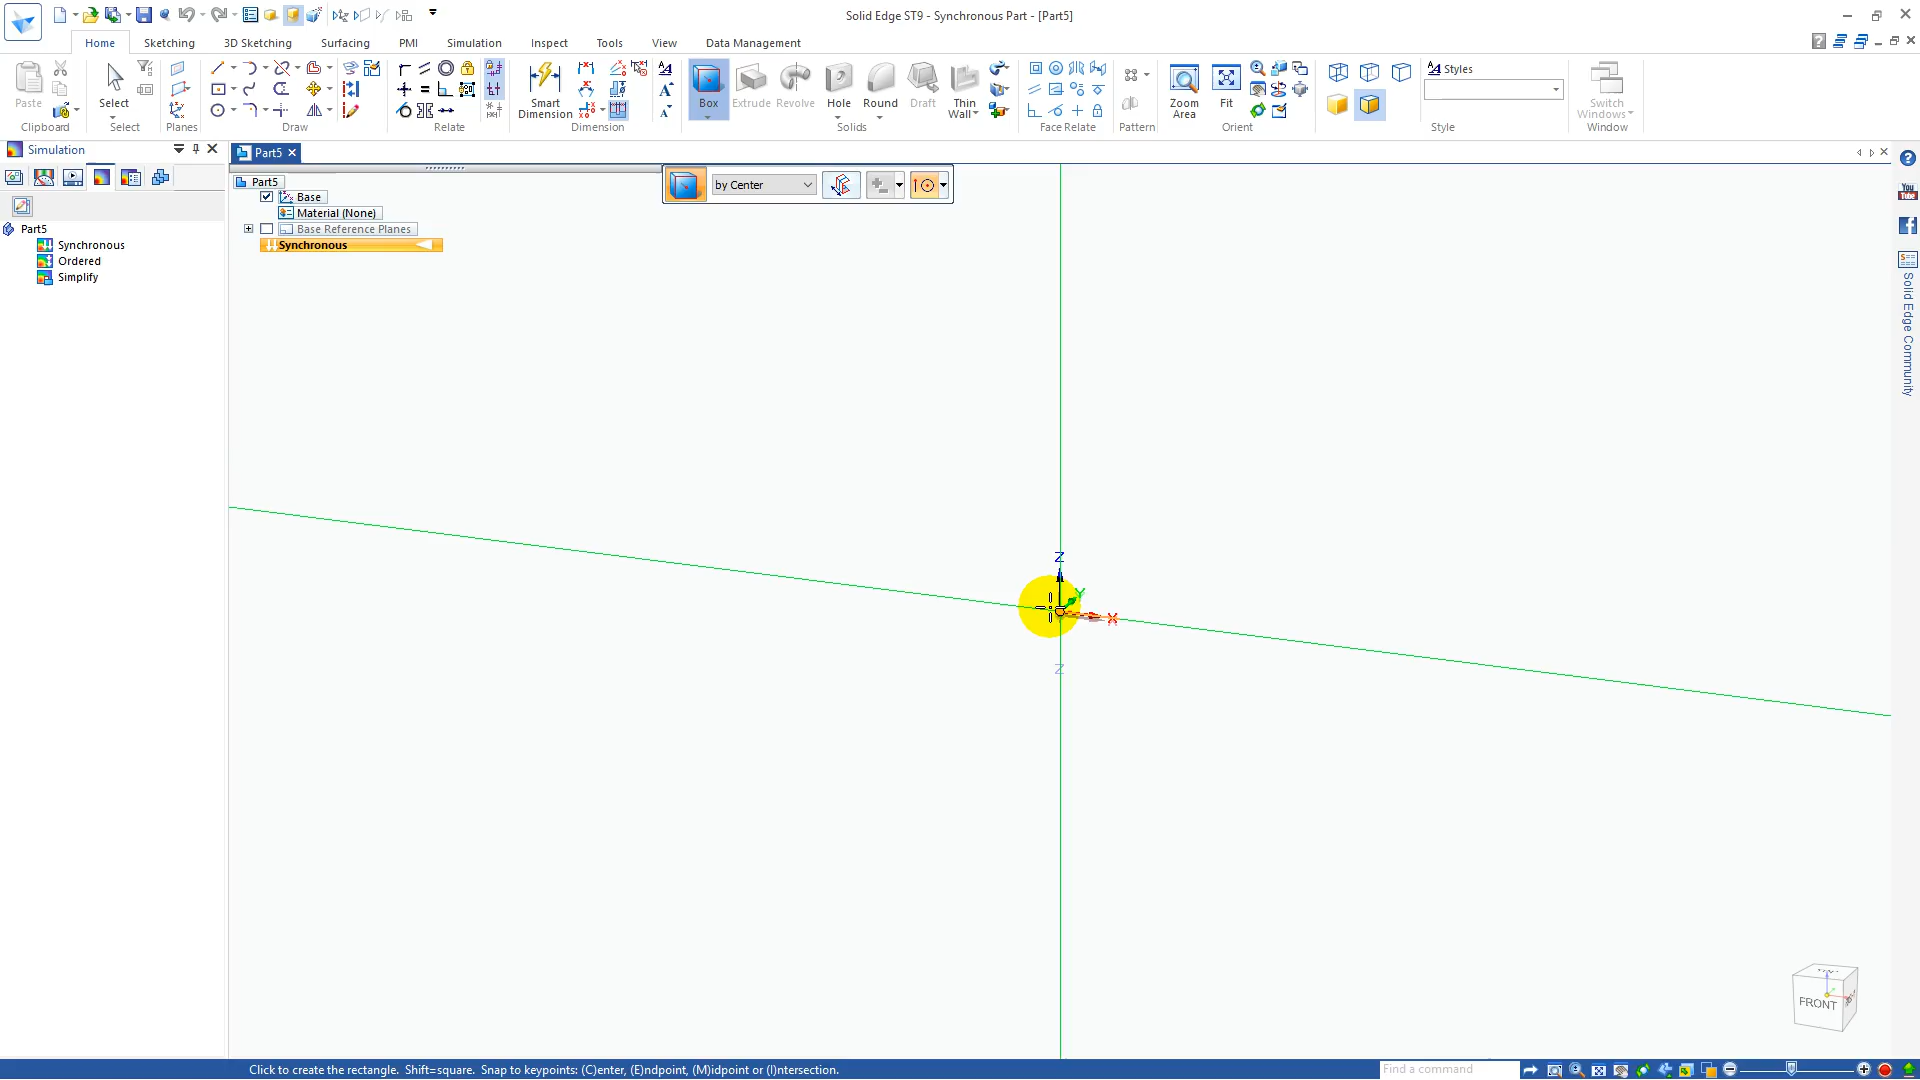 Solid Edge ST9 - Synchronous Part - [Part5]
Home Sketching 3D Sketching Surfacing PMI Simulation Inspect Tools View Data Management
Paste
Clipboard
Select
Select
Planes
Draw
Relate
Smart
Dimension
Dimension
Box
Extrude
Revolve
Hole
Round
Draft
Thin
Wall
Solids
Face Relate
Pattern
Zoom
Area
Fit
Orient
Styles
Style
Switch
Windows
Window
Simulation
Part5
Synchronous
Ordered
Simplify
Part5
Part5
Base
Material (None)
Base Reference Planes
Synchronous
by Center
Z
Y
X
Z
FRONT
You
Tube
Solid Edge Community
Click to create the rectangle. Shift=square. Snap to keypoints: (C)enter, (E)ndpoint, (M)idpoint or (I)ntersection.
Find a command